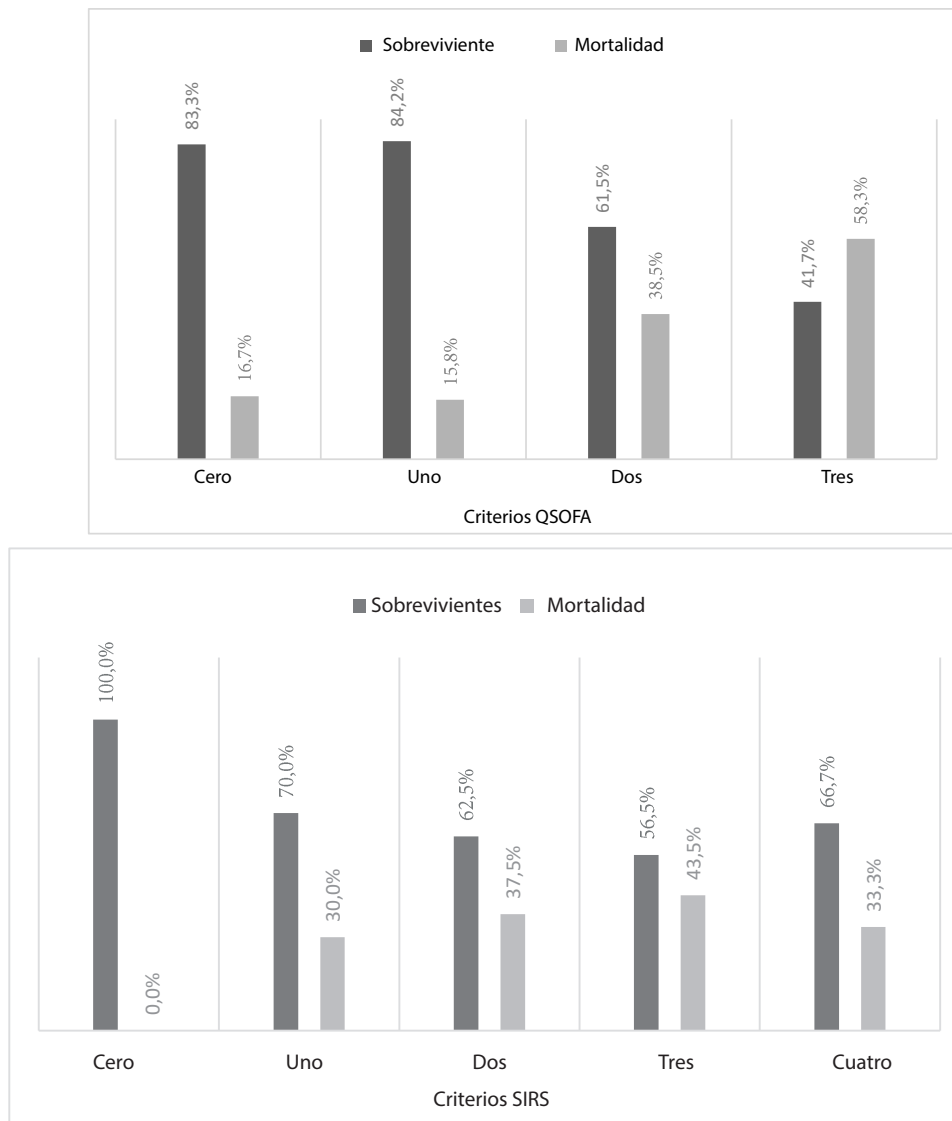 Sobreviviente Mortalidad
83,3% 16,7% 84,2% 15,8% 61,5% 38,5% 41,7% 58,3%
Cero Uno Dos Tres
Criterios QSOFA
Sobrevivientes Mortalidad
100,0% 0,0% 70,0% 30,0% 62,5% 37,5% 56,5% 43,5% 66,7% 33,3%
Cero Uno Dos Tres Cuatro
Criterios SIRS